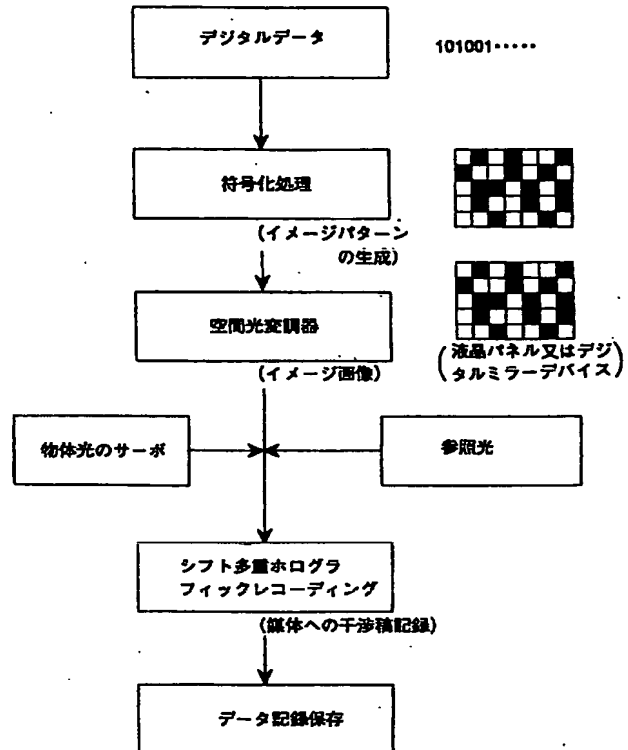 デジタルデータ
101001・・・・・
符号化処理
(イメージパターン
の生成)
空間光変調器
(液晶パネル又はデジ
タルミラーデバイス)
(イメージ画像)
物体光のサーボ
参照光
シフト多重ホログラ
フィックレコーディング
(媒体への干渉稿記録)
データ記録保存